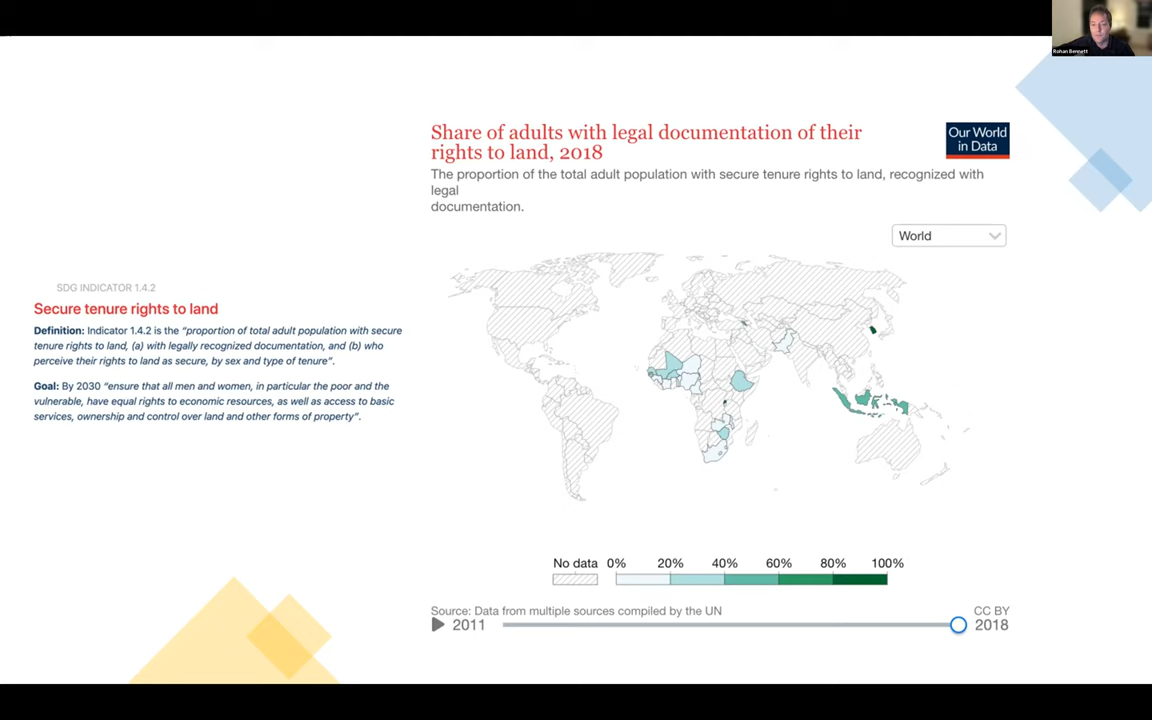 Rohan Bennett
Share of adults with legal documentation of their
rights to land, 2018
Our World
in Data
The proportion of the total adult population with secure tenure rights to land, recognized with
legal
documentation.
World
SDG INDICATOR 1.4.2
Secure tenure rights to land
Definition: Indicator 1.4.2 is the “proportion of total adult population with secure
tenure rights to land, (a) with legally recognized documentation, and (b) who
perceive their rights to land as secure, by sex and type of tenure”.
Goal: By 2030 “ensure that all men and women, in particular the poor and the
vulnerable, have equal rights to economic resources, as well as access to basic
services, ownership and control over land and other forms of property”.
No data 0% 20% 40% 60% 80% 100%
Source: Data from multiple sources compiled by the UN
CC BY
2011
2018